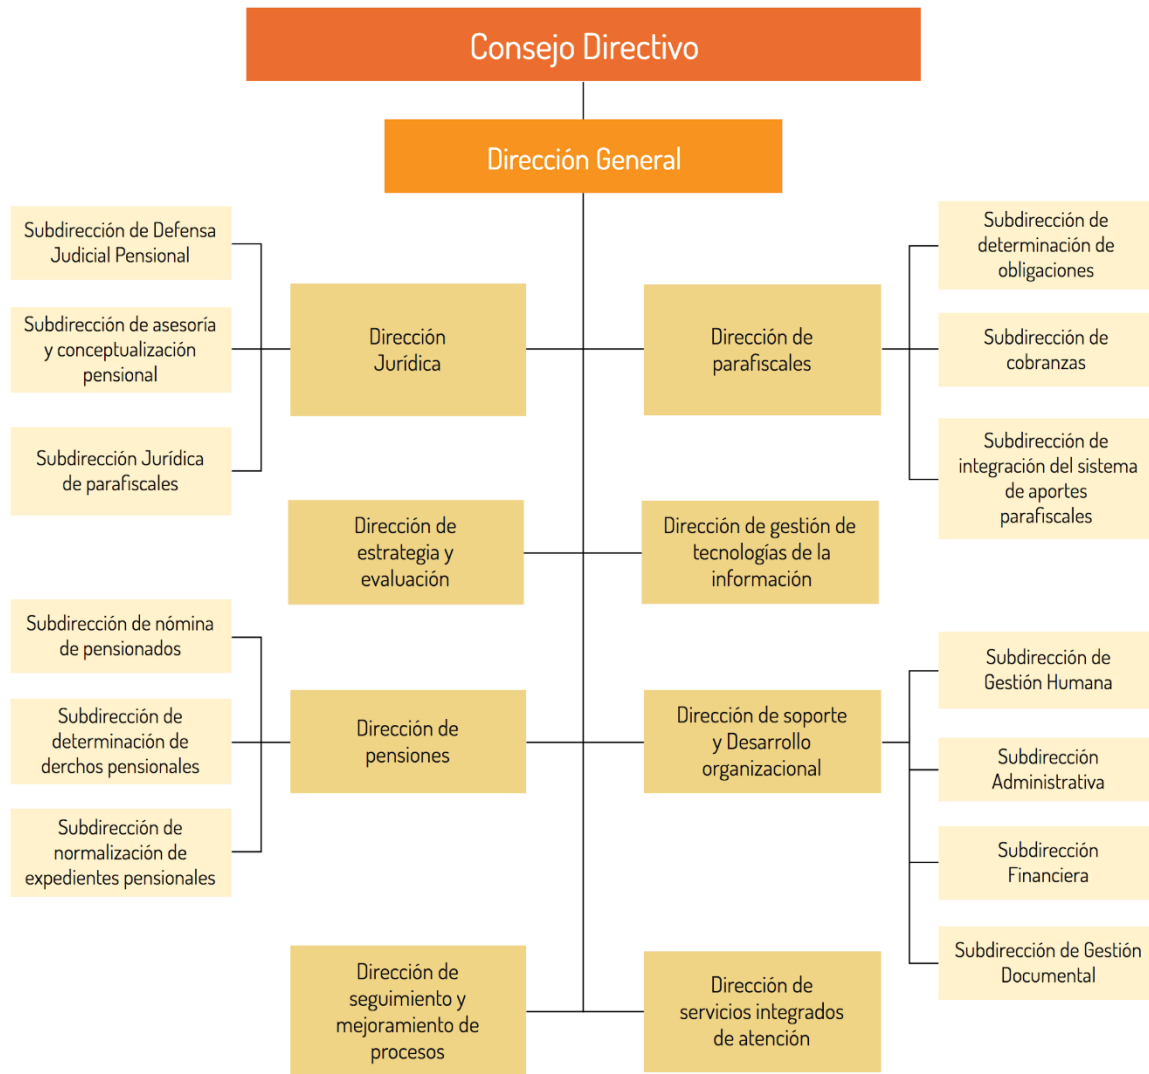 Consejo Directivo
Dirección General
Subdirección de Defensa
Judicial Pensional
Subdirección de asesoría
y conceptualización
pensional
Subdirección Jurídica
de parafiscales
Dirección
Jurídica
Dirección de
parafiscales
Subdirección de
determinación de
obligaciones
Subdirección de
cobranzas
Subdirección de
integración del sistema
de aportes
parafiscales
Dirección de
estrategia y
evaluación
Dirección de gestión de
tecnologías de la
información
Subdirección de nómina
de pensionados
Subdirección de
determinación de
derchos pensionales
Subdirección de
normalización de
expedientes pensionales
Dirección de
pensiones
Dirección de soporte
y Desarrollo
organizacional
Subdirección de
Gestión Humana
Subdirección
Administrativa
Subdirección
Financiera
Subdirección de Gestión
Documental
Dirección de
seguimiento y
mejoramiento de
procesos
Dirección de
servicios integrados
de atención